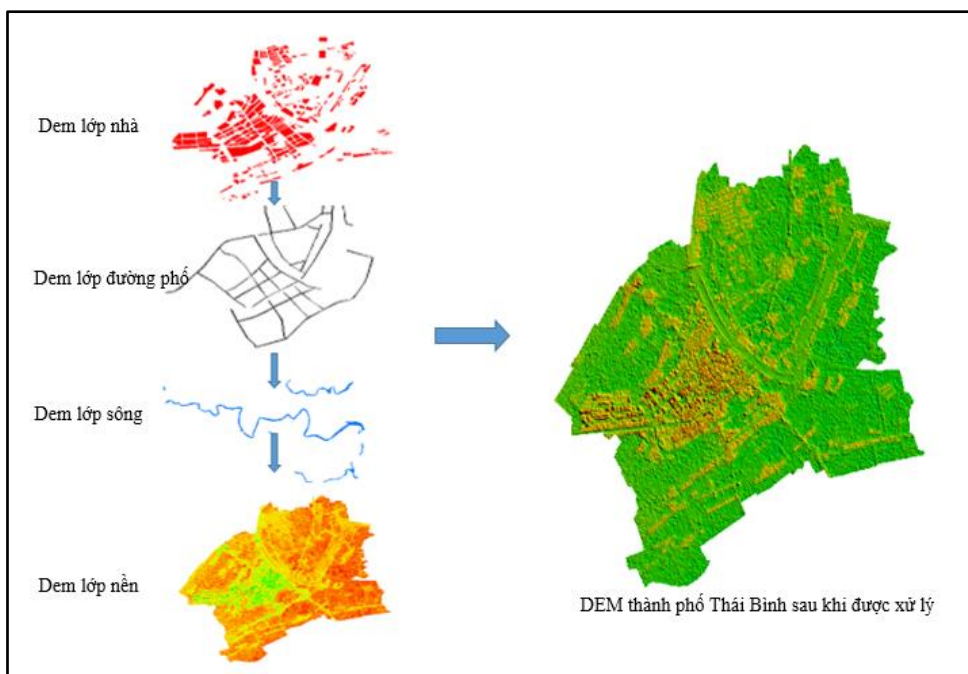 Dem lớp nhà
Dem lớp đường phố
Dem lớp sông
Dem lớp nền
DEM thành phố Thái Bình sau khi được xử lý